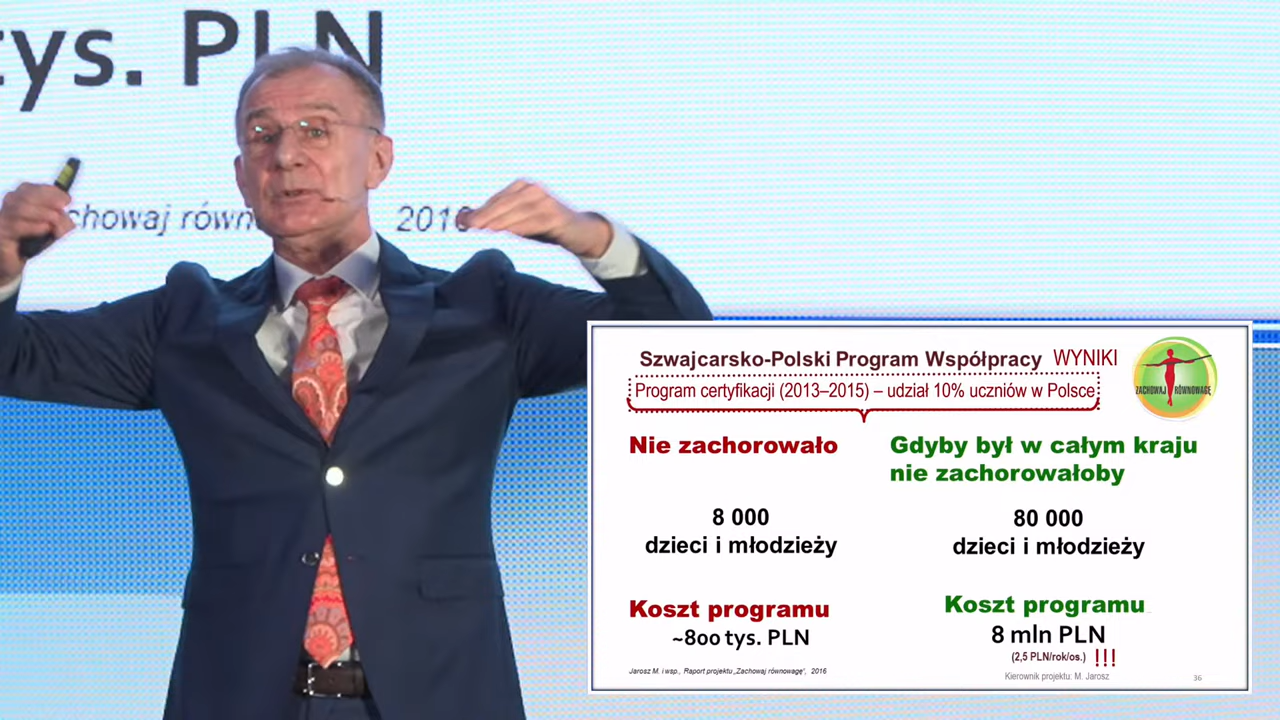 tys. PLN
chowaj równ 2016
Szwajcarsko-Polski Program Współpracy WYNIKI
Program certyfikacji (2013–2015) – udział 10% uczniów w Polsce
ZACHOWAJ RÓWNOWAGĘ
Nie zachorowało
Gdyby był w całym kraju
nie zachorowałoby
8 000
dzieci i młodzieży
80 000
dzieci i młodzieży
Koszt programu
~800 tys. PLN
Koszt programu
8 mln PLN
(2,5 PLN/rok/os.) !!!
Jarosz M. i wsp., Raport projektu „Zachowaj równowagę", 2016
Kierownik projektu: M. Jarosz
36